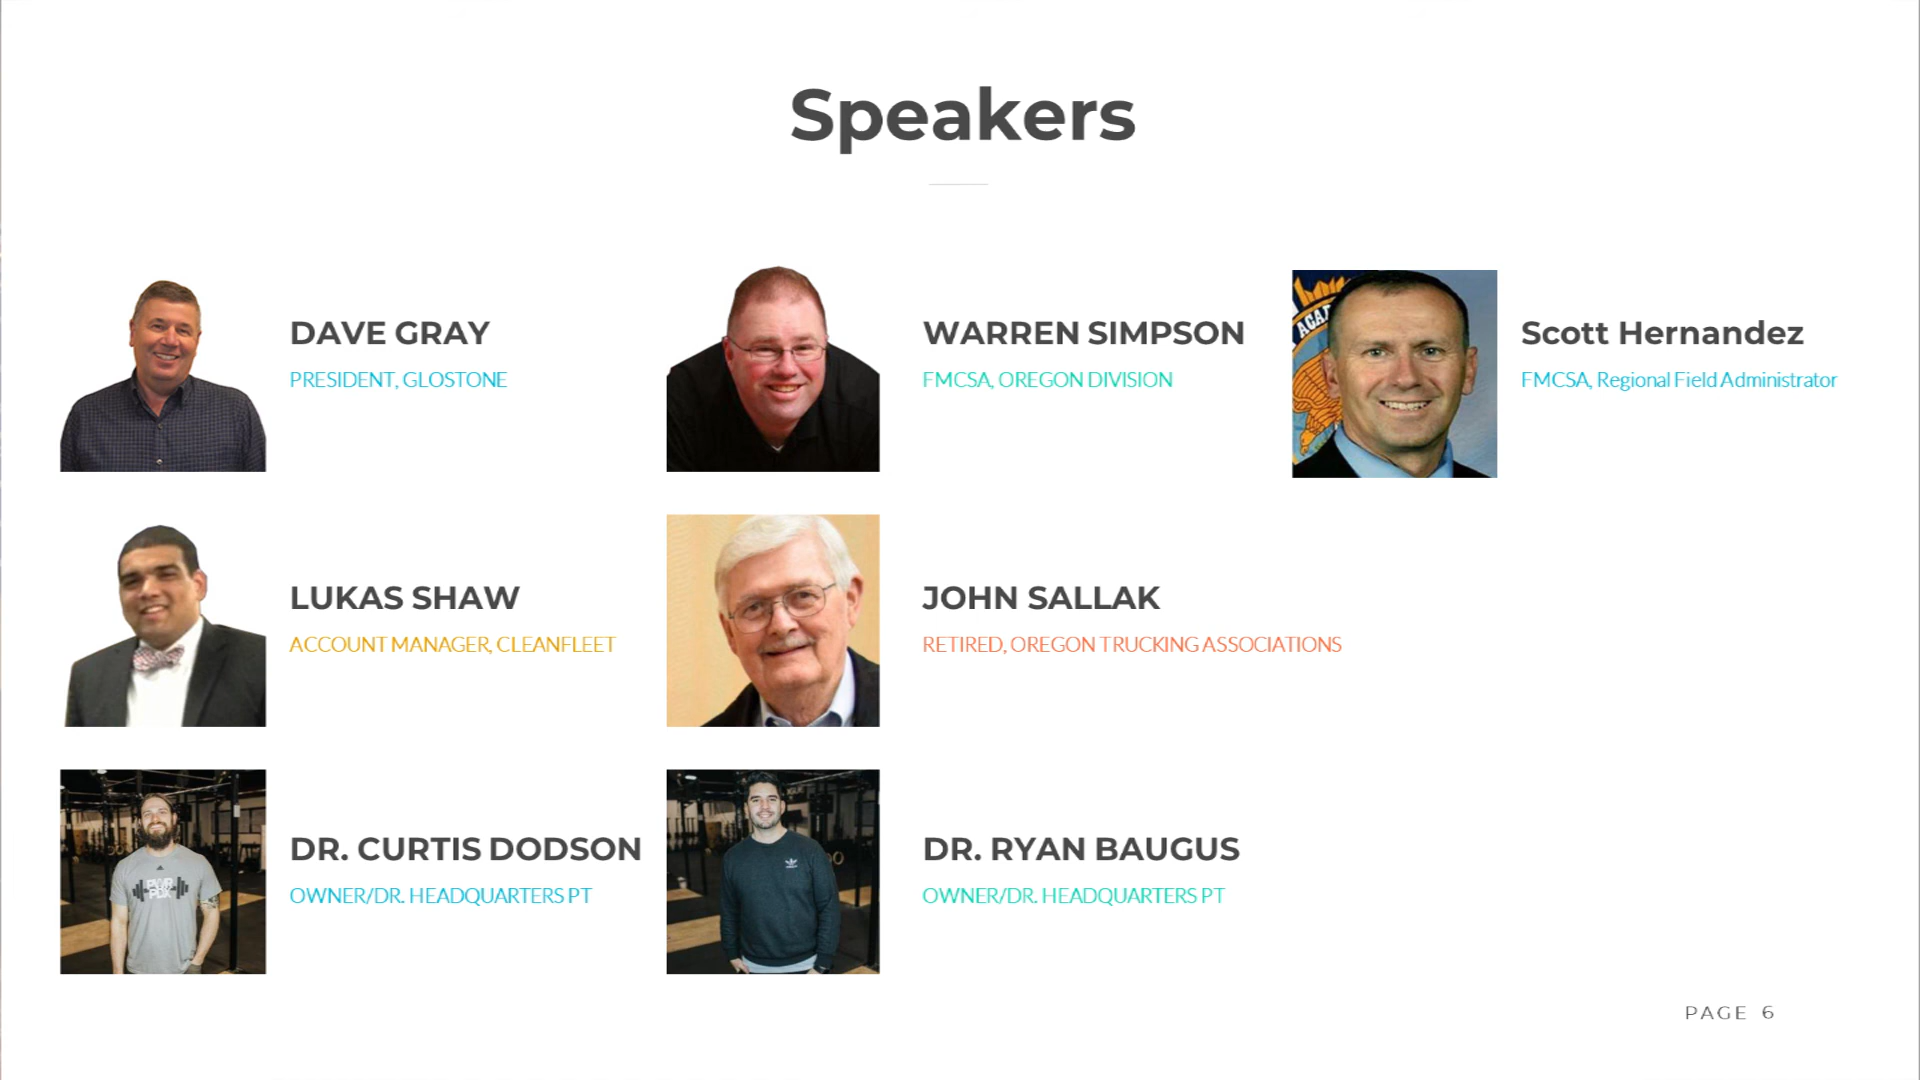 Speakers
DAVE GRAY
PRESIDENT, GLOSTONE
WARREN SIMPSON
FMCSA, OREGON DIVISION
ACAD
Scott Hernandez
FMCSA, Regional Field Administrator
LUKAS SHAW
ACCOUNT MANAGER, CLEANFLEET
JOHN SALLAK
RETIRED, OREGON TRUCKING ASSOCIATIONS
DR. CURTIS DODSON
OWNER/DR. HEADQUARTERS PT
DR. RYAN BAUGUS
OWNER/DR. HEADQUARTERS PT
PAGE 6